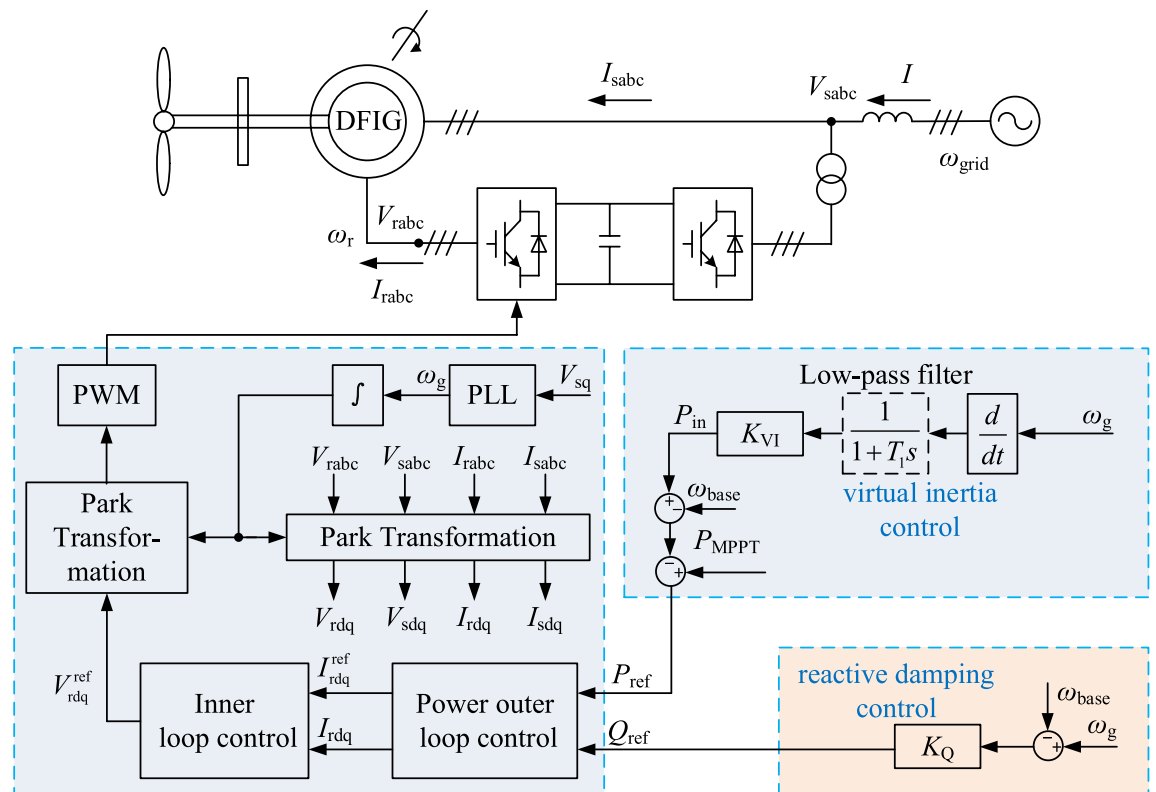 I
I_sabc
V_sabc
DFIG
ω_grid
V_rabc
ω_r
I_rabc
PWM
∫
ω_g
PLL
V_sq
V_rabc
V_sabc
I_rabc
I_sabc
Park
Transfor-
mation
Park Transformation
V_rdq
V_sdq
I_rdq
I_sdq
V_rdq^ref
Inner
loop control
I_rdq^ref
I_rdq
Power outer
loop control
P_ref
Q_ref
Low-pass filter
P_in
K_VI
1
1+T_1s
d
dt
ω_g
virtual inertia
control
+
−
ω_base
−
+
P_MPPT
reactive damping
control
ω_base
K_Q
−
+
ω_g